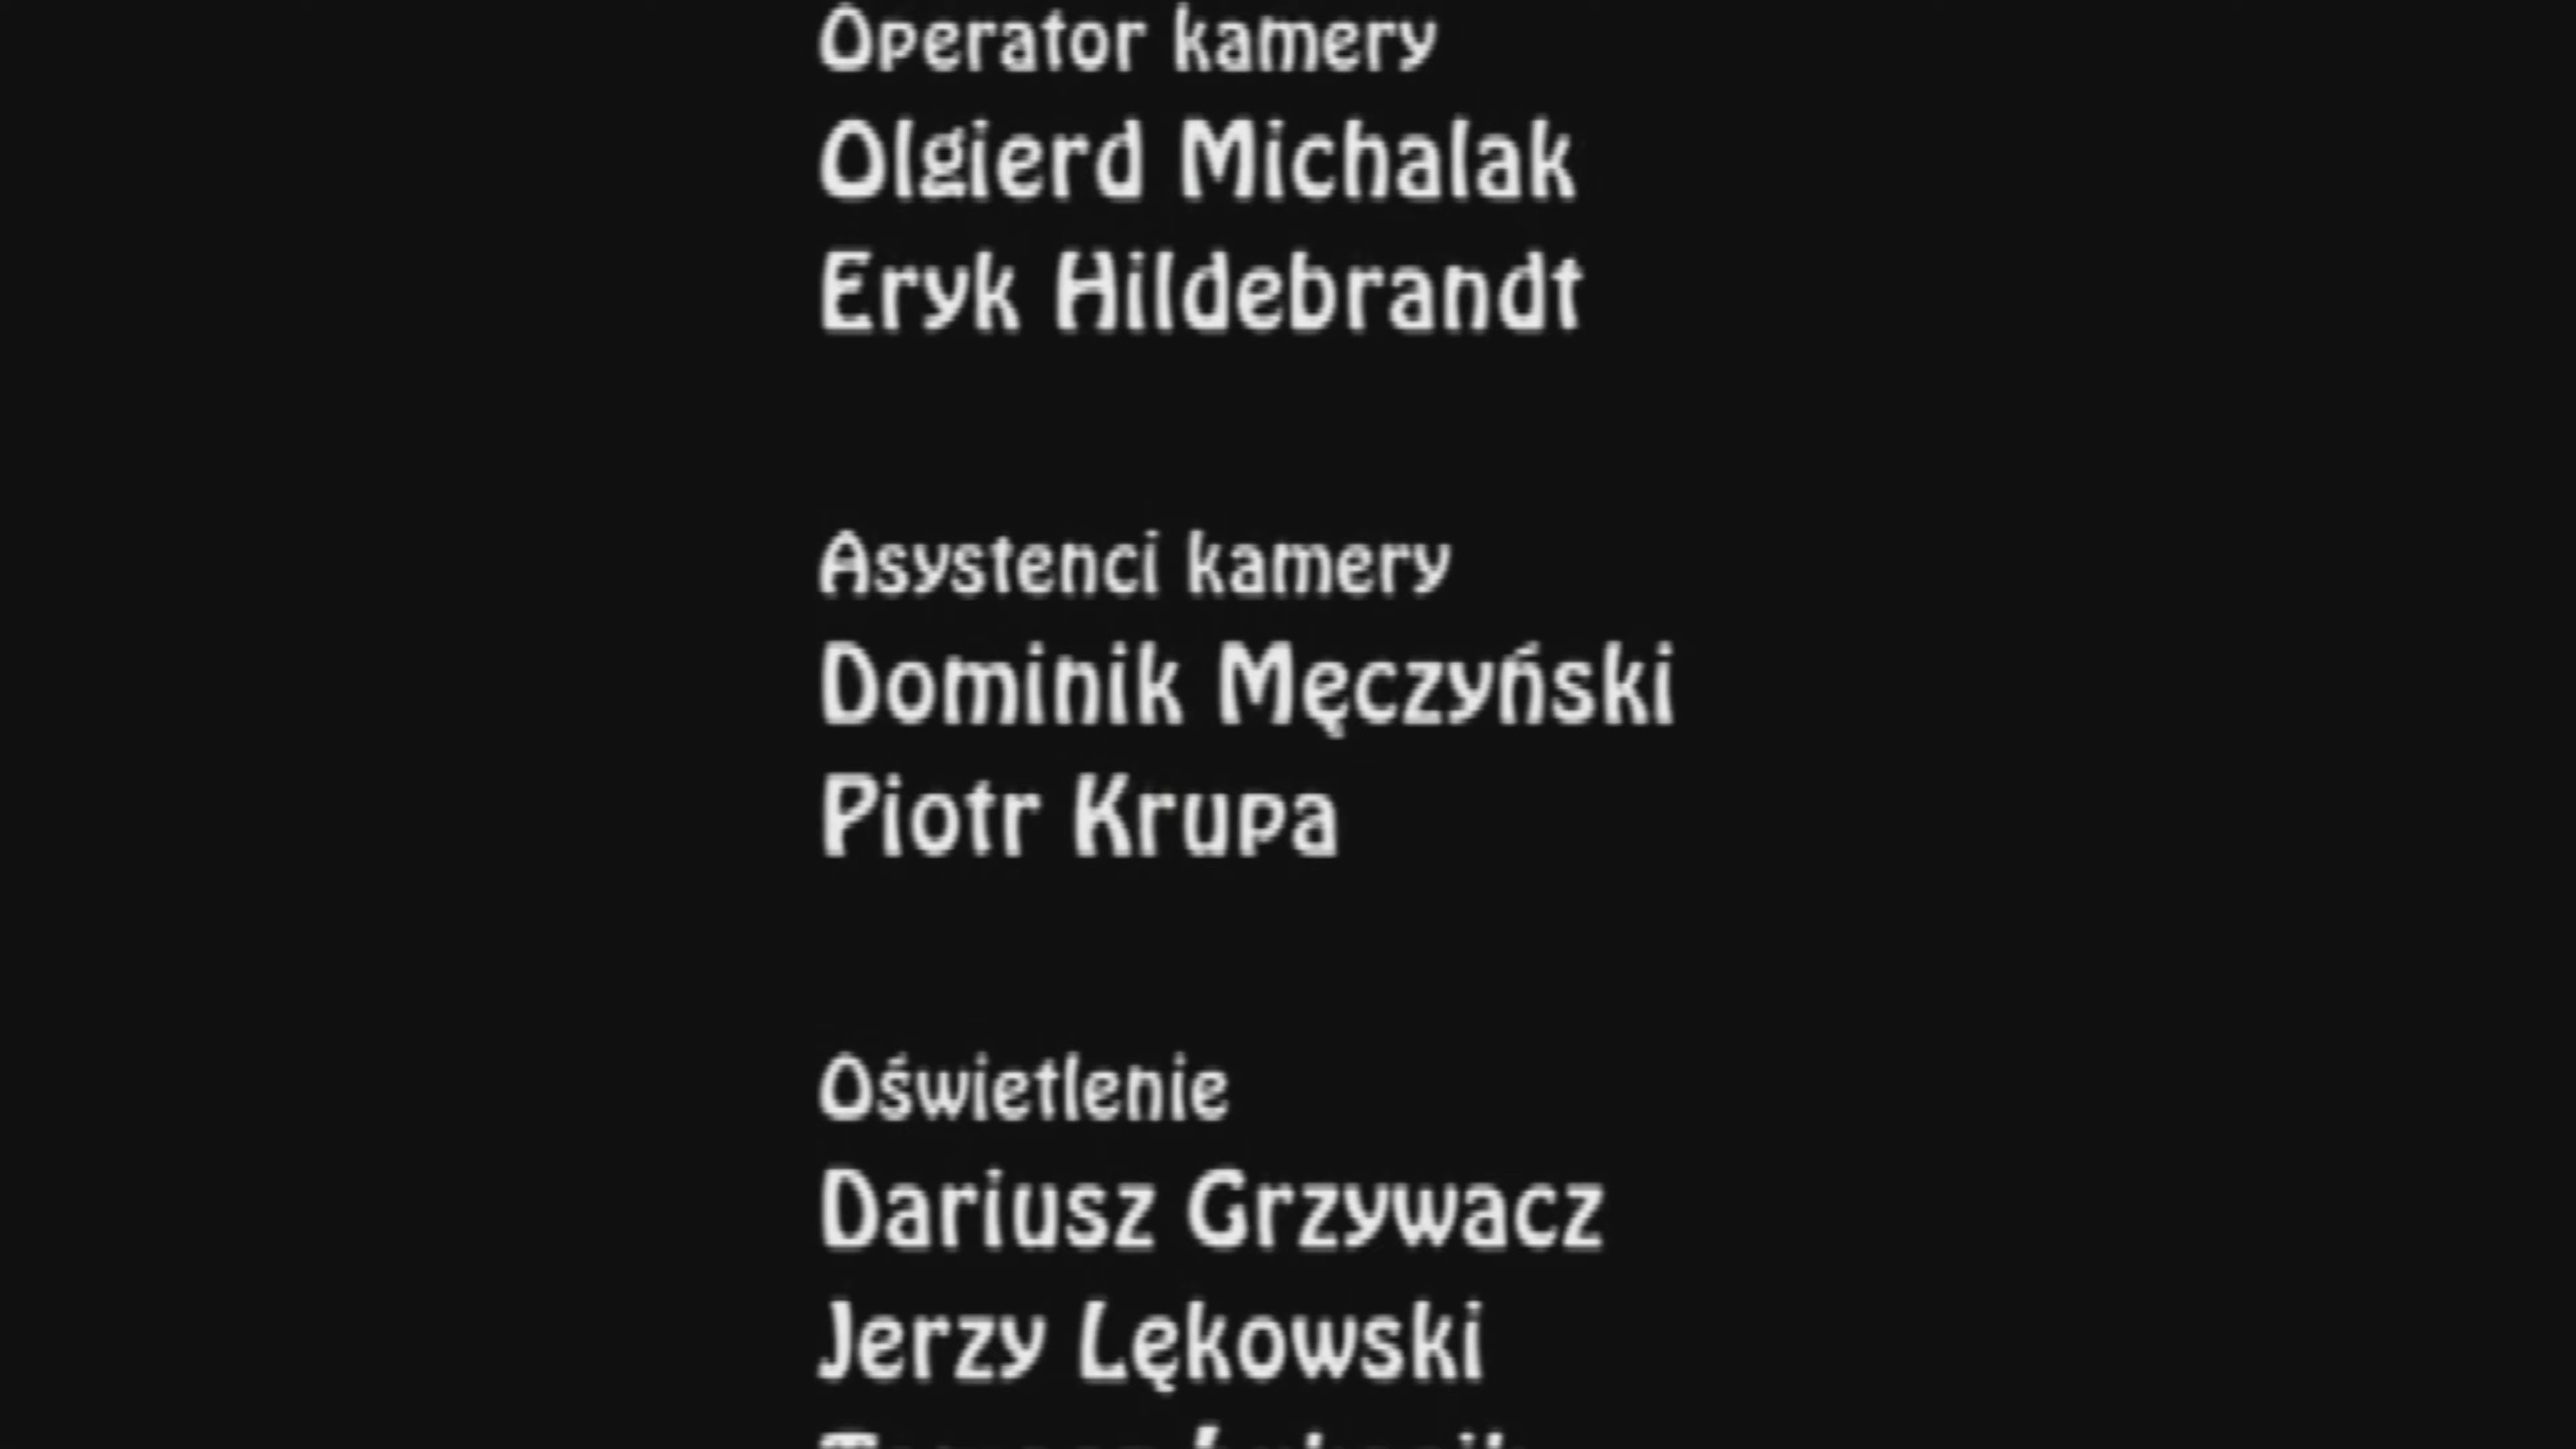 Operator kamery
Olgierd Michalak
Eryk Hildebrandt
Asystenci kamery
Dominik Męczyński
Piotr Krupa
Oświetlenie
Dariusz Grzywacz
Jerzy Lękowski